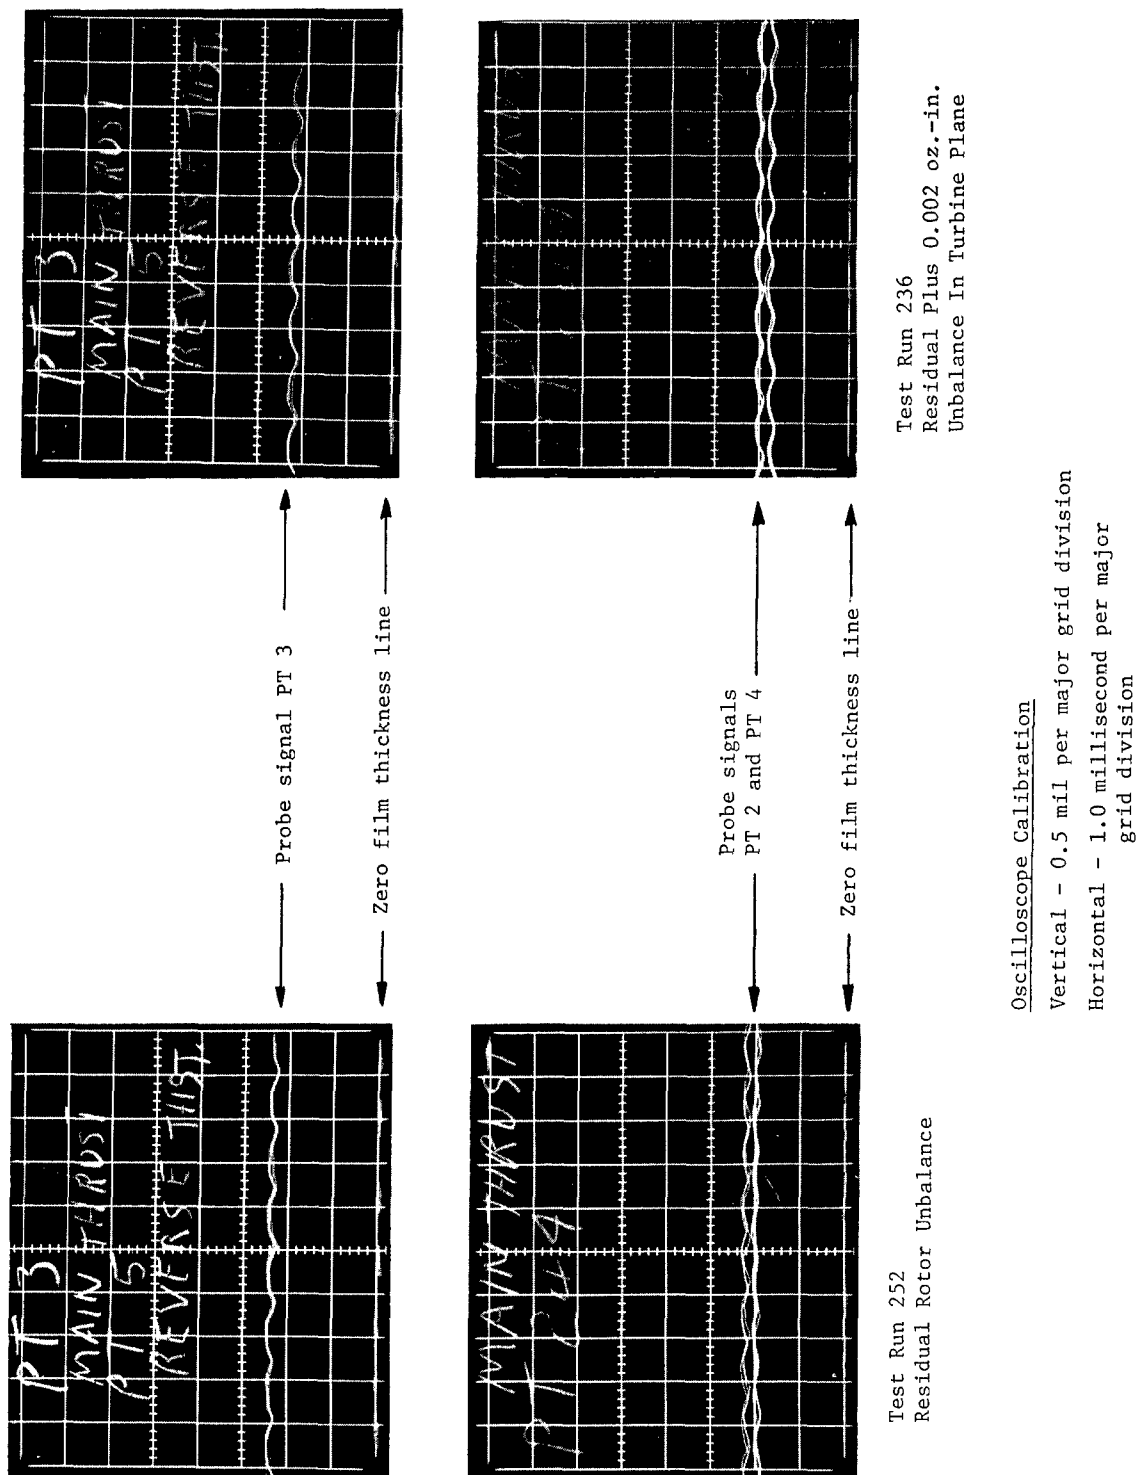 PT 3
MAIN THRUST
PT 5
REVERSE THST.
PT 3
MAIN THRUST
PT 5
REVERSE THST.
Probe signal PT 3
Zero film thickness line
MAIN THRUST
PT 2 & 4
Probe signals
PT 2 and PT 4
Zero film thickness line
Test Run 252
Residual Rotor Unbalance
Test Run 236
Residual Plus 0.002 oz.-in.
Unbalance In Turbine Plane
Oscilloscope Calibration
Vertical - 0.5 mil per major grid division
Horizontal - 1.0 millisecond per major
grid division